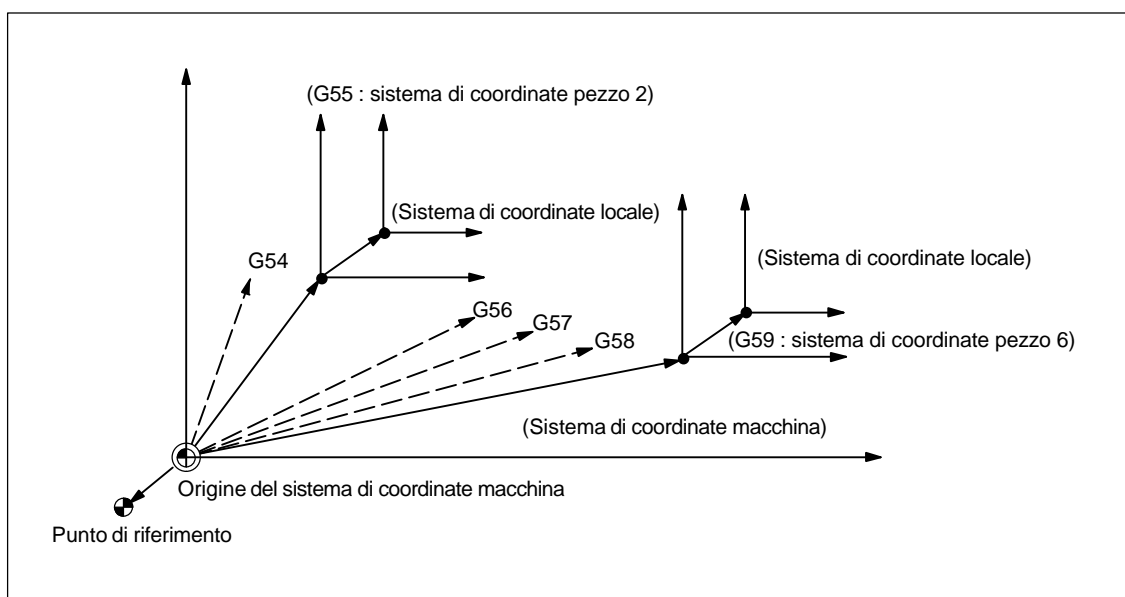 (G55 : sistema di coordinate pezzo 2)
(Sistema di coordinate locale)
G54
(Sistema di coordinate locale)
G56
G57
G58
(G59 : sistema di coordinate pezzo 6)
(Sistema di coordinate macchina)
Origine del sistema di coordinate macchina
Punto di riferimento